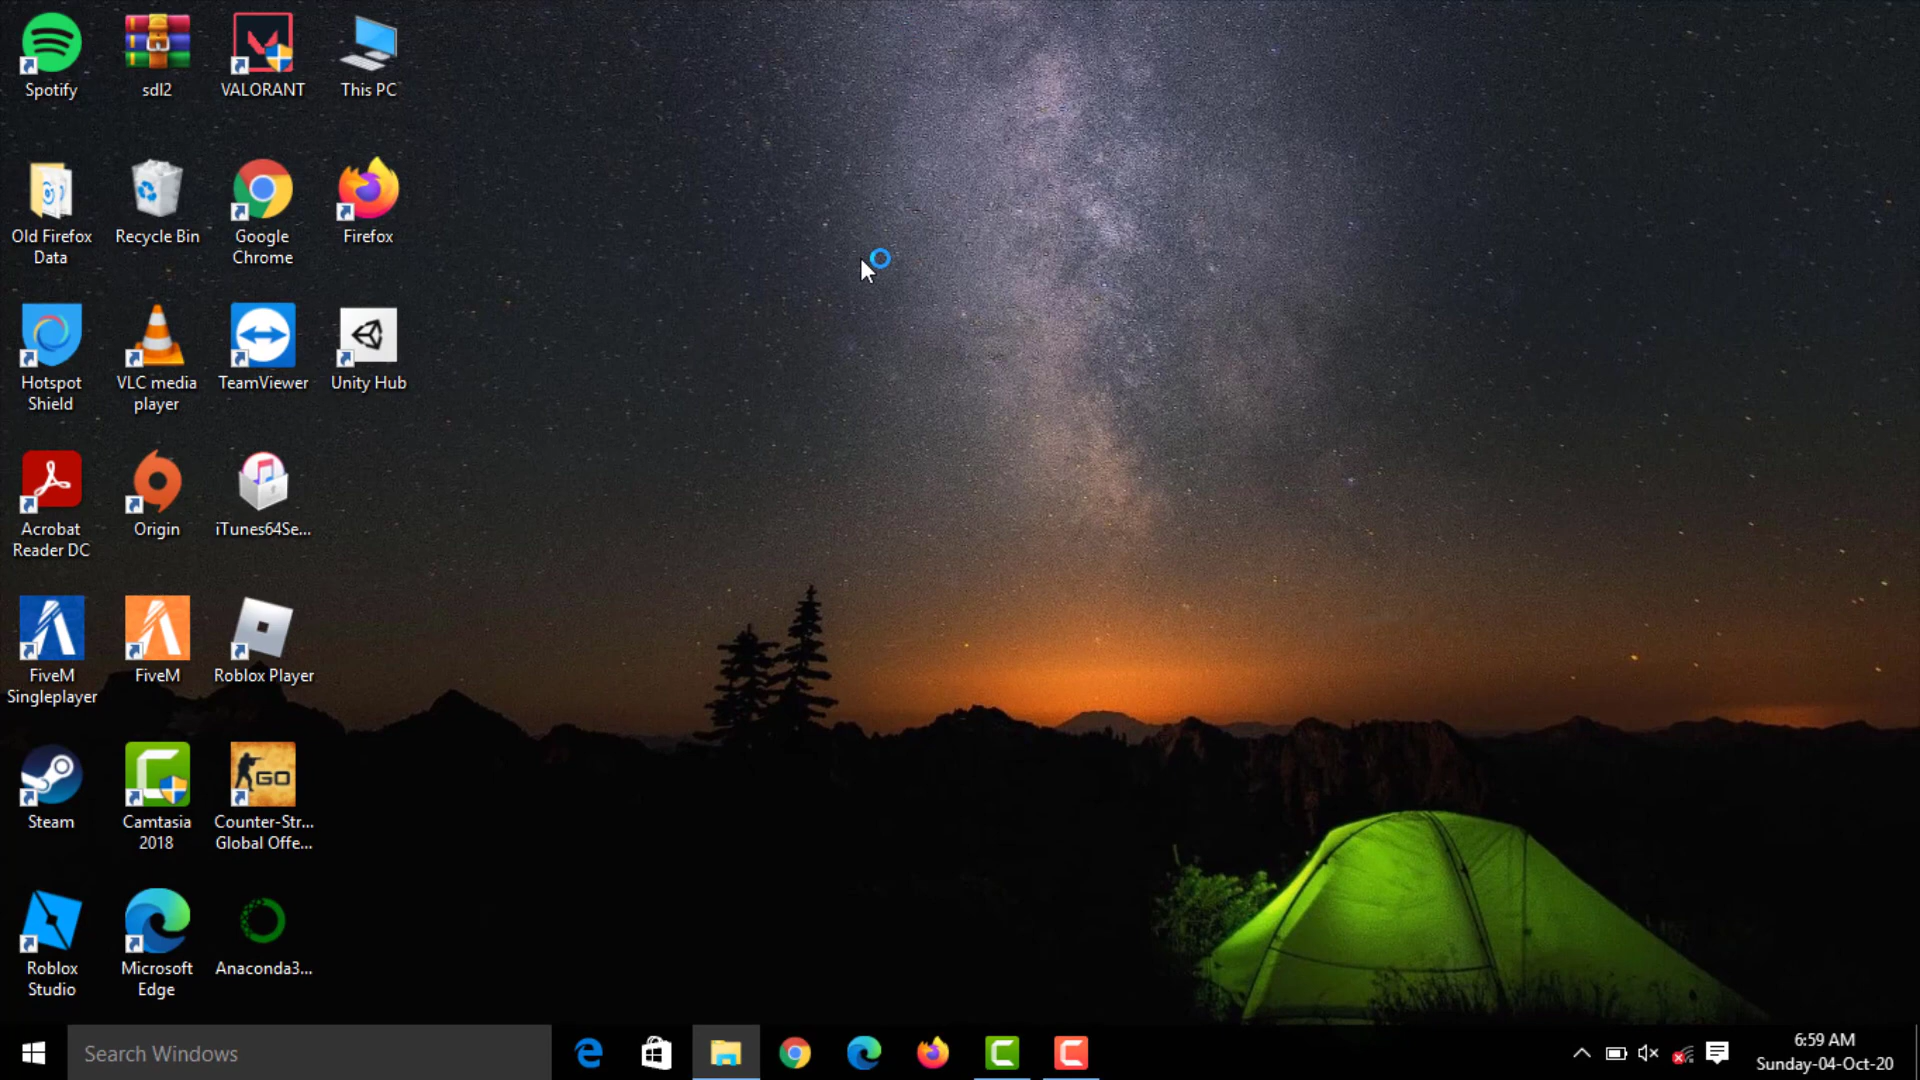 Spotify
sdl2
VALORANT
This PC
Old Firefox
Data
Recycle Bin
Google
Chrome
Firefox
Hotspot
Shield
VLC media
player
TeamViewer
Unity Hub
Acrobat
Reader DC
Origin
iTunes64Se...
FiveM
Singleplayer
FiveM
Roblox Player
Steam
Camtasia
2018
GO
Counter-Str...
Global Offe...
Roblox
Studio
Microsoft
Edge
Anaconda3...
Search Windows
6:59 AM
Sunday-04-Oct-20